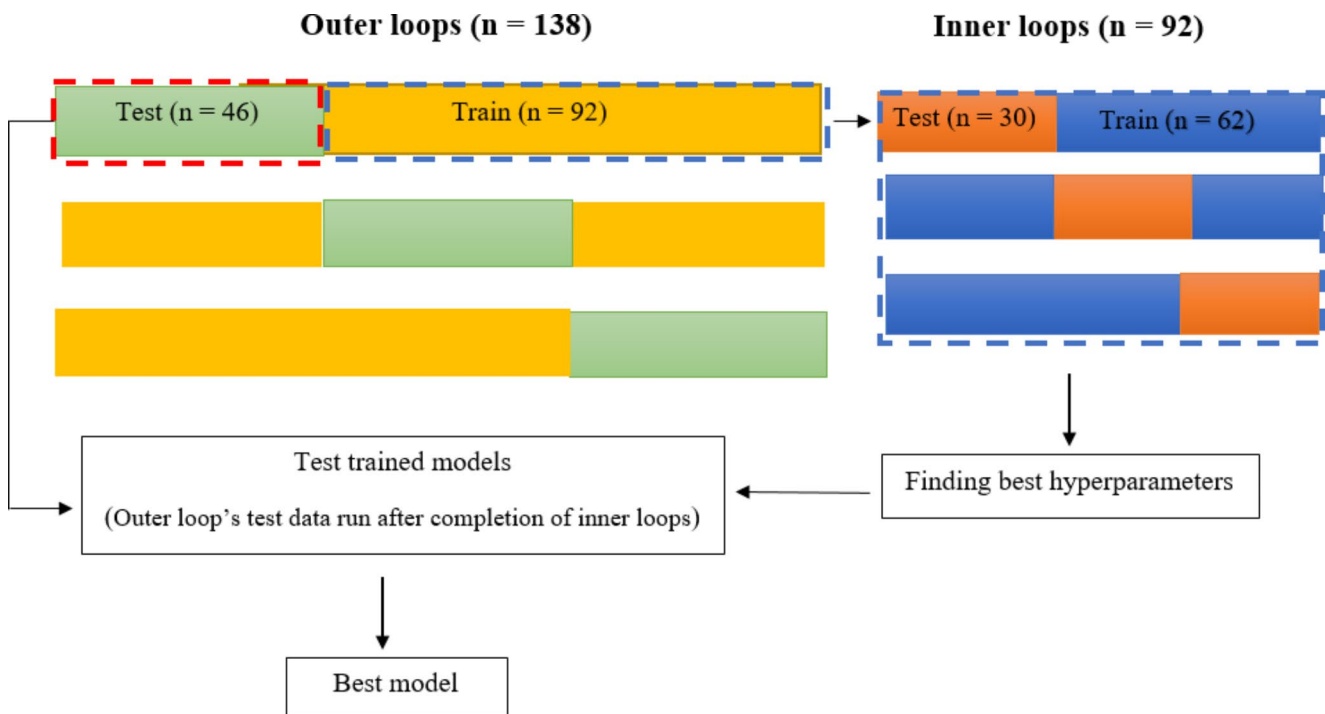 Outer loops (n = 138)
Inner loops (n = 92)
Test (n = 46)
Train (n = 92)
Test (n = 30)
Train (n = 62)
Test trained models
(Outer loop’s test data run after completion of inner loops)
Finding best hyperparameters
Best model